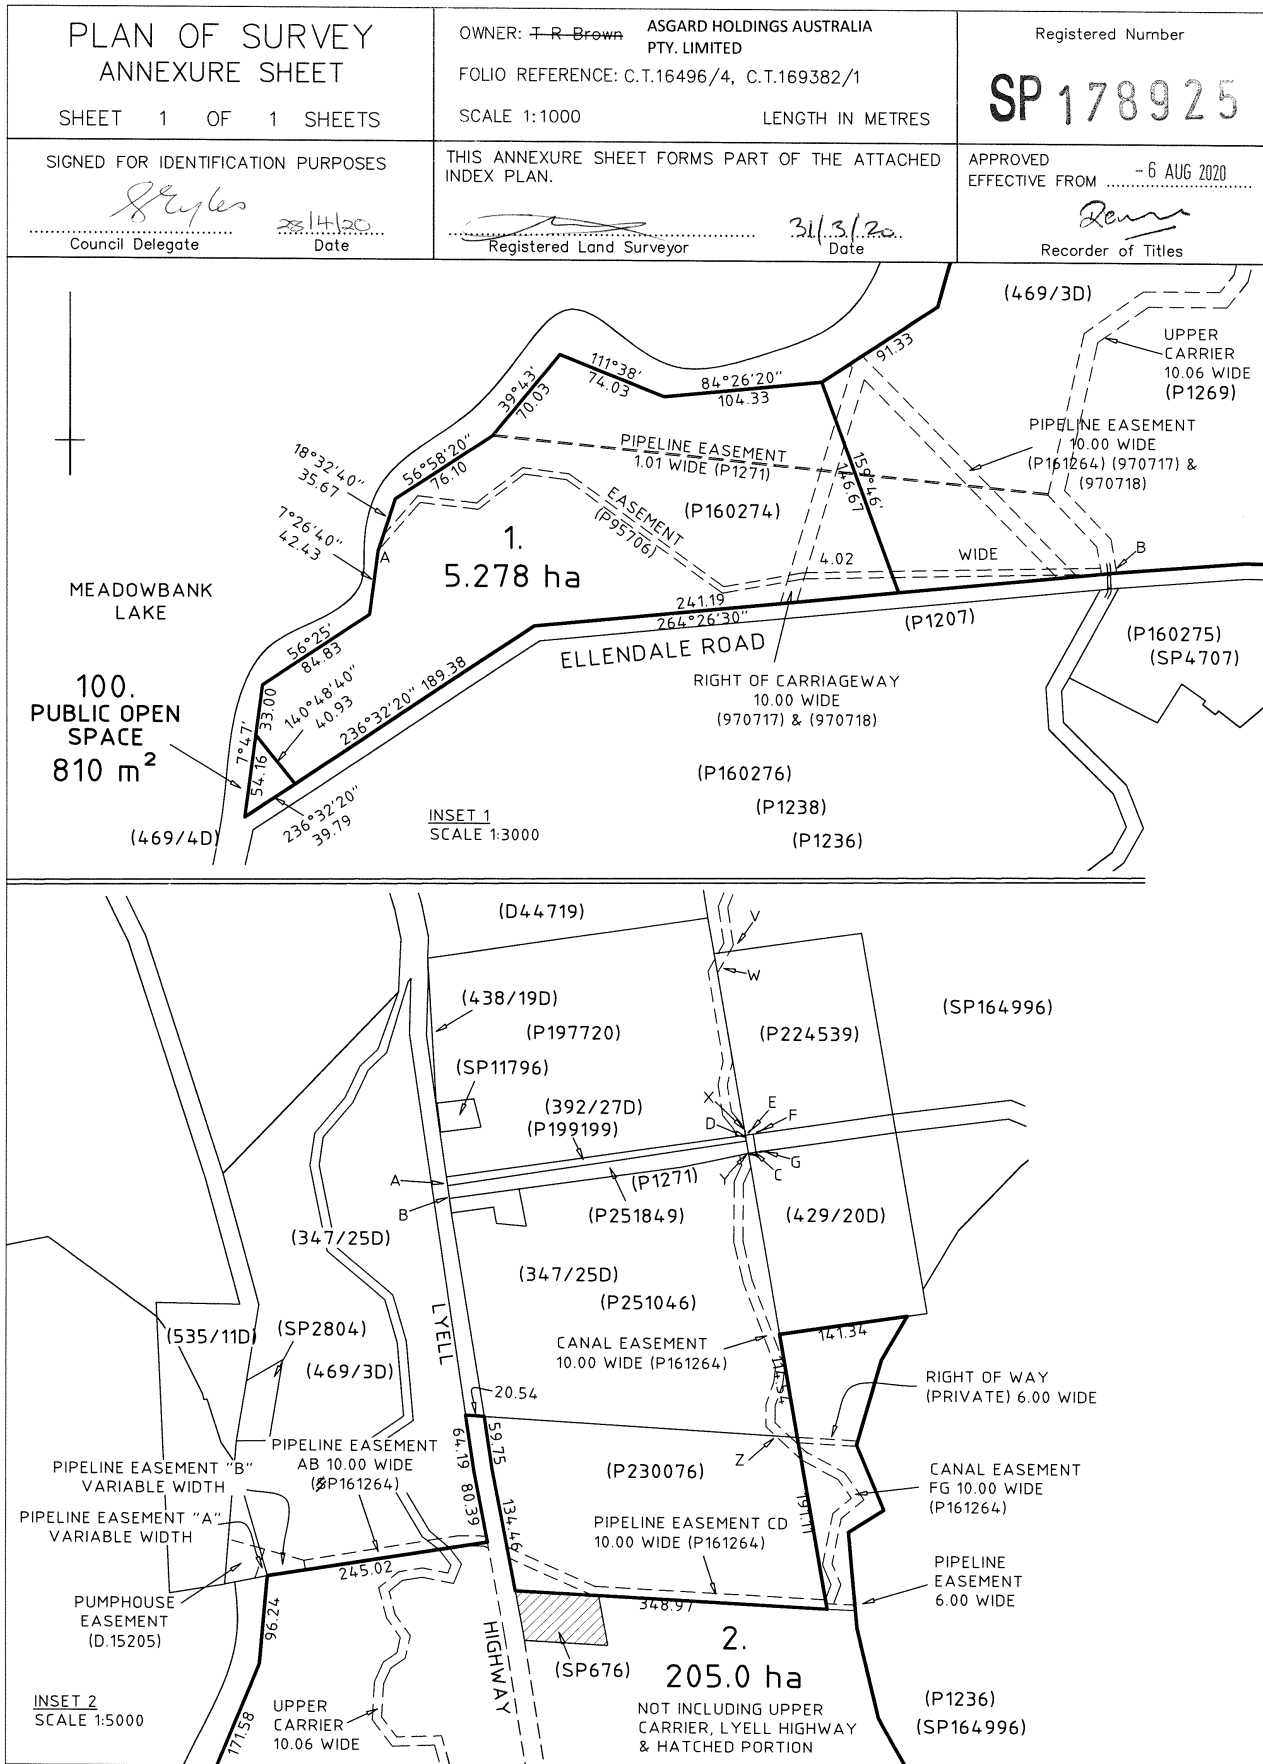 PLAN OF SURVEY
ANNEXURE SHEET
SHEET 1 OF 1 SHEETS
OWNER: T R Brown ASGARD HOLDINGS AUSTRALIA
PTY. LIMITED
FOLIO REFERENCE: C.T.16496/4, C.T.169382/1
SCALE 1:1000 LENGTH IN METRES
Registered Number
SP 178925
SIGNED FOR IDENTIFICATION PURPOSES
28/4/20
Council Delegate Date
THIS ANNEXURE SHEET FORMS PART OF THE ATTACHED
INDEX PLAN.
31/3/20
Registered Land Surveyor Date
APPROVED
EFFECTIVE FROM - 6 AUG 2020
Recorder of Titles
(469/3D)
UPPER
CARRIER
10.06 WIDE
(P1269)
91.33
111°38'
74.03
84°26'20"
104.33
39°43'
70.03
56°58'20"
76.10
18°32'40"
35.67
7°26'40"
42.43
A
PIPELINE EASEMENT
1.01 WIDE (P1271)
PIPELINE EASEMENT
10.00 WIDE
(P161264) (970717) &
(970718)
159°46'
146.67
EASEMENT
(P95706)
(P160274)
1.
5.278 ha
4.02 WIDE
B
MEADOWBANK
LAKE
241.19
264°26'30"
(P1207)
ELLENDALE ROAD
(P160275)
(SP4707)
56°25'
84.83
RIGHT OF CARRIAGEWAY
10.00 WIDE
(970717) & (970718)
100.
PUBLIC OPEN
SPACE
810 m²
7°47'
33.00
54.16
140°48'40"
40.93
236°32'20" 189.38
236°32'20"
39.79
(P160276)
(P1238)
(P1236)
INSET 1
SCALE 1:3000
(469/4D)
(D44719)
V
W
(438/19D)
(P197720)
(P224539)
(SP164996)
(SP11796)
(392/27D)
(P199199)
X
D
E
F
A
B
(P1271)
Y
C
G
(P251849)
(429/20D)
(347/25D)
(347/25D)
(P251046)
LYELL
(535/11D)
(SP2804)
(469/3D)
CANAL EASEMENT
10.00 WIDE (P161264)
141.34
114.54
RIGHT OF WAY
(PRIVATE) 6.00 WIDE
20.54
59.75
64.19
PIPELINE EASEMENT
AB 10.00 WIDE
(SP161264)
PIPELINE EASEMENT "B"
VARIABLE WIDTH
PIPELINE EASEMENT "A"
VARIABLE WIDTH
Z
(P230076)
CANAL EASEMENT
FG 10.00 WIDE
(P161264)
80.39
134.46
191.11
PIPELINE EASEMENT CD
10.00 WIDE (P161264)
245.02
PUMPHOUSE
EASEMENT
(D.15205)
96.24
PIPELINE
EASEMENT
6.00 WIDE
348.97
HIGHWAY
2.
205.0 ha
(SP676)
NOT INCLUDING UPPER
CARRIER, LYELL HIGHWAY
& HATCHED PORTION
(P1236)
(SP164996)
INSET 2
SCALE 1:5000
UPPER
CARRIER
10.06 WIDE
171.58